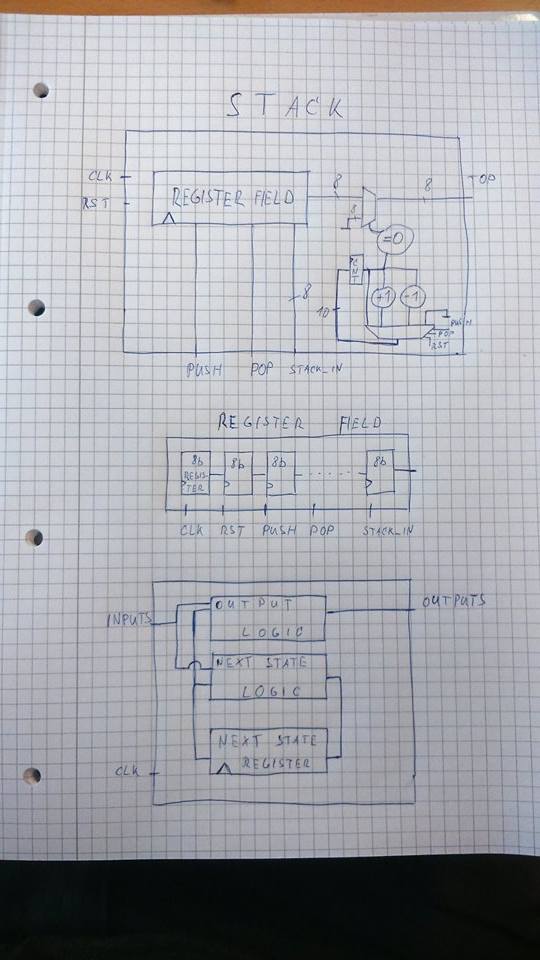 STACK
CLK
RST
REGISTER FIELD
8
8
TOP
8
=0
CNT
+1
-1
10
8
PUSH
POP
RST
PUSH POP STACK_IN
REGISTER FIELD
8b REGISTER
8b
8b
8b
CLK RST PUSH POP STACK_IN
INPUTS
OUTPUT
LOGIC
OUTPUTS
NEXT STATE
LOGIC
NEXT STATE
REGISTER
CLK